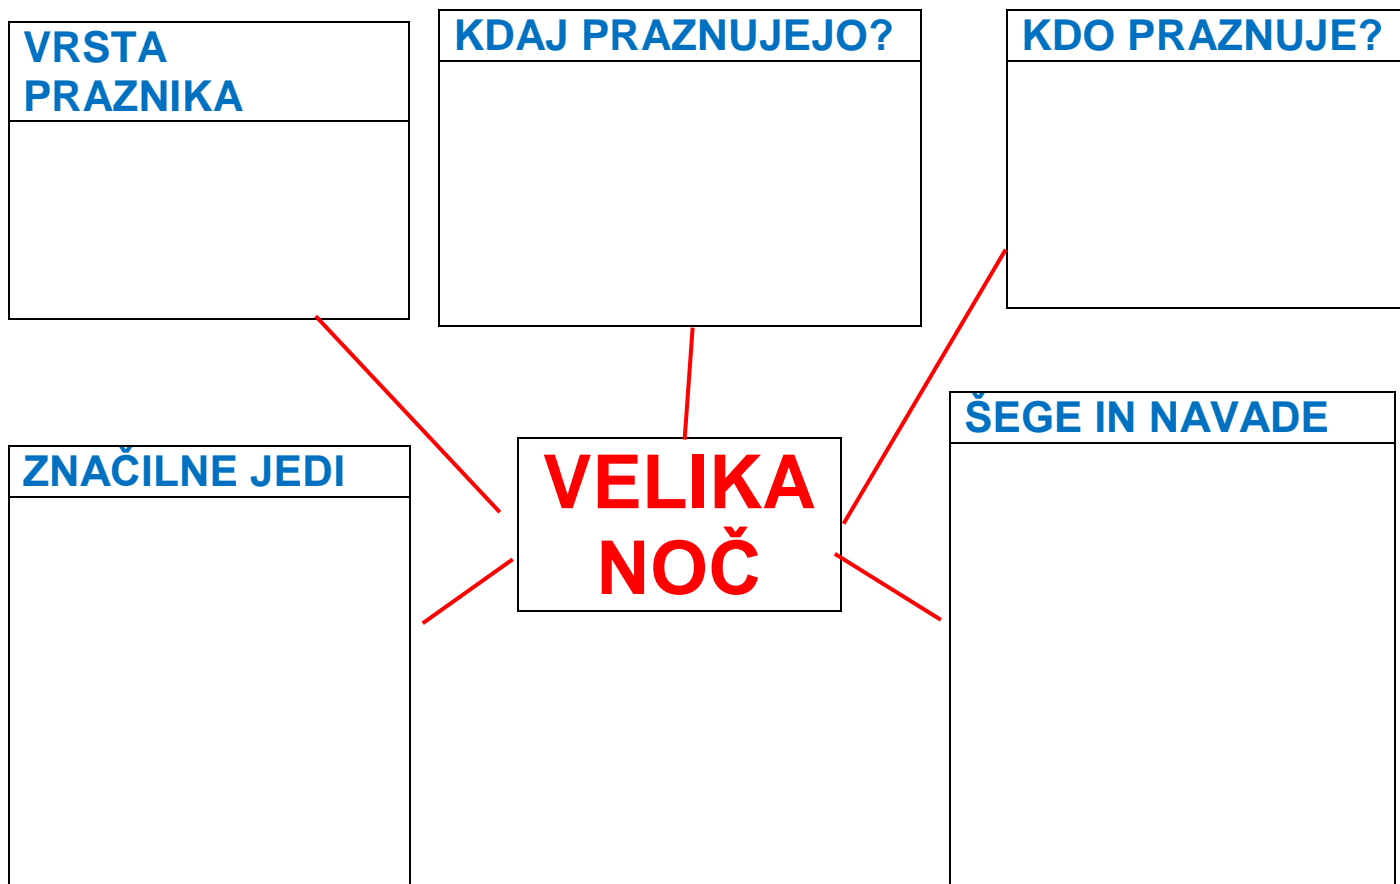 VRSTA
PRAZNIKA
KDAJ PRAZNUJEJO?
KDO PRAZNUJE?
ZNAČILNE JEDI
VELIKA
NOČ
ŠEGE IN NAVADE